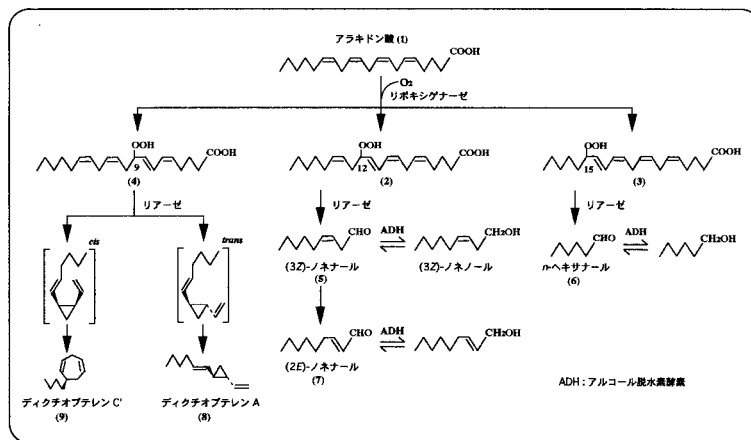 アラキドン酸 (1)
COOH
O₂
リポキシゲナーゼ
OOH
9
COOH
(4)
OOH
12
COOH
(2)
OOH
15
COOH
(3)
リアーゼ
リアーゼ
リアーゼ
cis
trans
CHO
ADH
CH₂OH
(3Z)-ノネナール
(5)
(3Z)-ノネノール
CHO
ADH
CH₂OH
n-ヘキサナール
(6)
CHO
ADH
CH₂OH
(2E)-ノネナール
(7)
ディクチオプテレン C'
(9)
ディクチオプテレン A
(8)
ADH : アルコール脱水素酵素